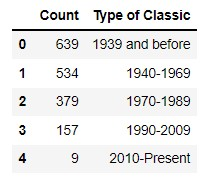 Count Type of Classic
0 639 1939 and before
1 534 1940-1969
2 379 1970-1989
3 157 1990-2009
4 9 2010-Present